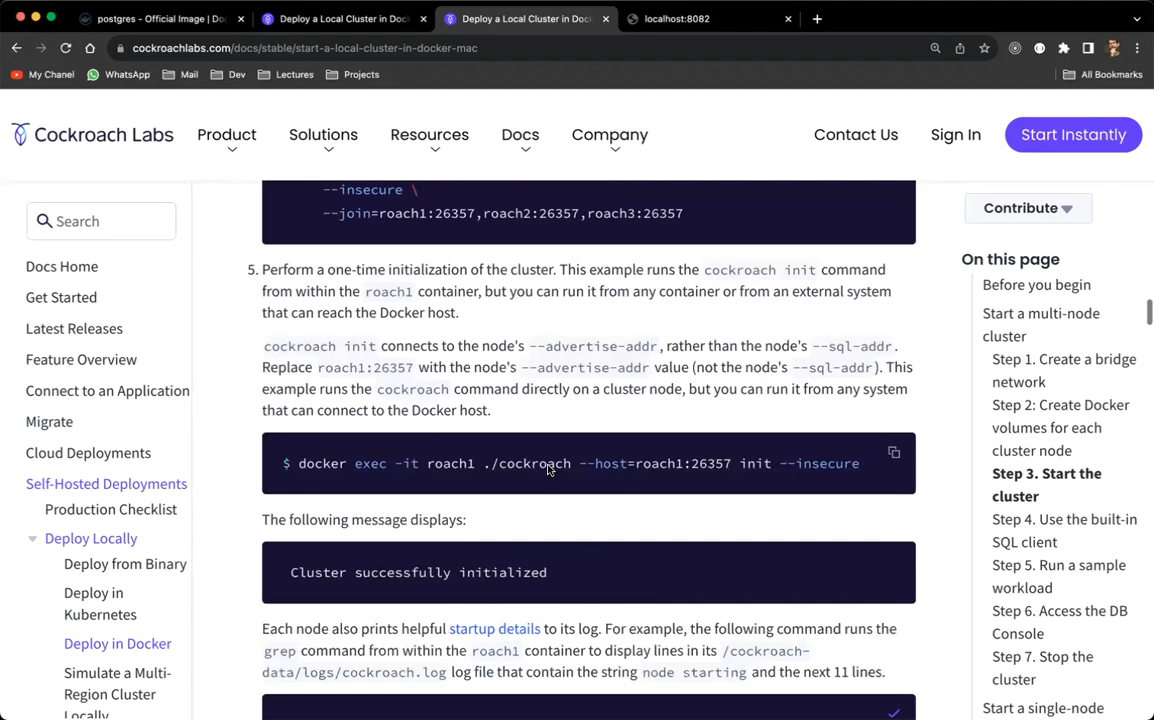 postgres - Official Image | Doc
Deploy a Local Cluster in Dock
Deploy a Local Cluster in Dock
localhost:8082
cockroachlabs.com/docs/stable/start-a-local-cluster-in-docker-mac
My Chanel
WhatsApp
Mail
Dev
Lectures
Projects
All Bookmarks
Cockroach Labs
Product
Solutions
Resources
Docs
Company
Contact Us
Sign In
Start Instantly
Search
Docs Home
Get Started
Latest Releases
Feature Overview
Connect to an Application
Migrate
Cloud Deployments
Self-Hosted Deployments
Production Checklist
Deploy Locally
Deploy from Binary
Deploy in
Kubernetes
Deploy in Docker
Simulate a Multi-
Region Cluster
Locally
--insecure \
--join=roach1:26357,roach2:26357,roach3:26357
5. Perform a one-time initialization of the cluster. This example runs the cockroach init command
from within the roach1 container, but you can run it from any container or from an external system
that can reach the Docker host.
cockroach init connects to the node's --advertise-addr, rather than the node's --sql-addr.
Replace roach1:26357 with the node's --advertise-addr value (not the node's --sql-addr). This
example runs the cockroach command directly on a cluster node, but you can run it from any system
that can connect to the Docker host.
$ docker exec -it roach1 ./cockroach --host=roach1:26357 init --insecure
The following message displays:
Cluster successfully initialized
Each node also prints helpful startup details to its log. For example, the following command runs the
grep command from within the roach1 container to display lines in its /cockroach-
data/logs/cockroach.log log file that contain the string node starting and the next 11 lines.
Contribute
On this page
Before you begin
Start a multi-node
cluster
Step 1. Create a bridge
network
Step 2: Create Docker
volumes for each
cluster node
Step 3. Start the
cluster
Step 4. Use the built-in
SQL client
Step 5. Run a sample
workload
Step 6. Access the DB
Console
Step 7. Stop the
cluster
Start a single-node